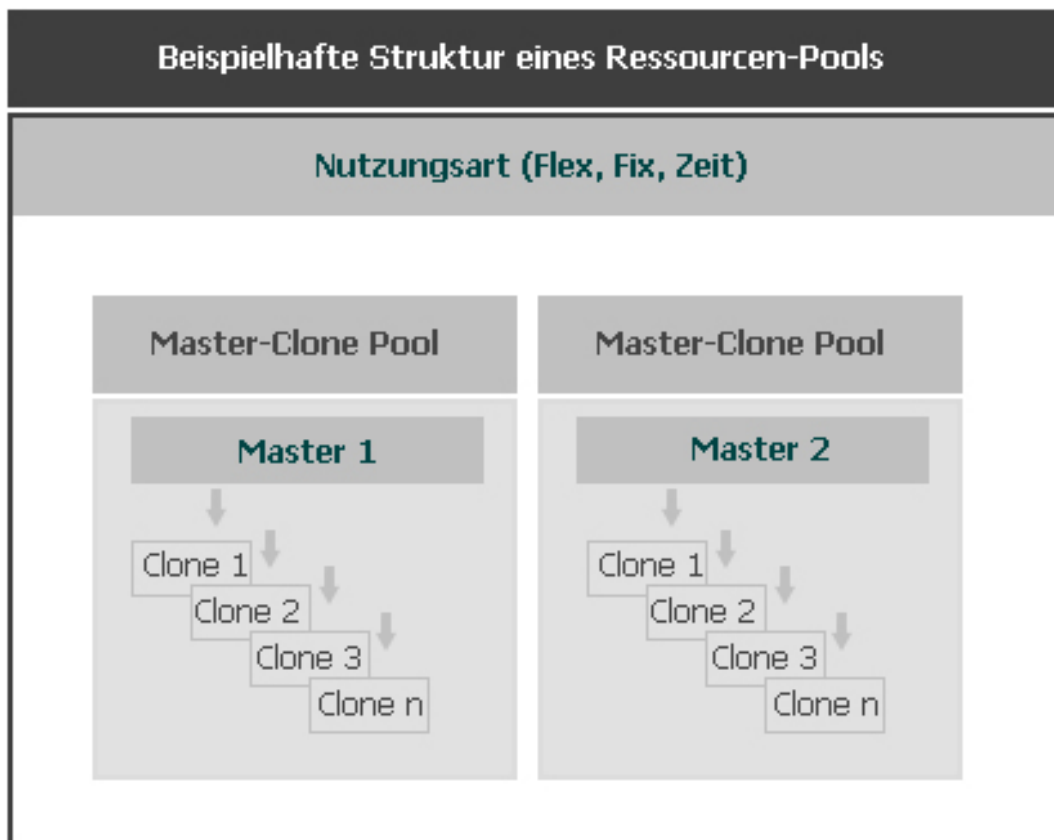 Beispielhafte Struktur eines Ressourcen-Pools
Nutzungsart (Flex, Fix, Zeit)
Master-Clone Pool
Master 1
Clone 1
Clone 2
Clone 3
Clone n
Master-Clone Pool
Master 2
Clone 1
Clone 2
Clone 3
Clone n